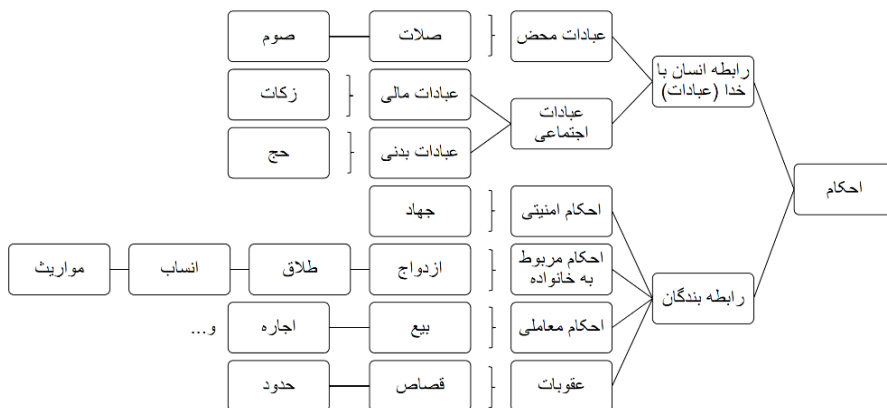 عبادات محض
صلات
صوم
رابطه انسان با
خدا (عبادات)
عبادات مالی
زکات
عبادات
اجتماعی
عبادات بدنی
حج
احکام
احکام امنیتی
جهاد
احکام مربوط
به خانواده
ازدواج
طلاق
انساب
مواریث
رابطه بندگان
احکام معاملی
بیع
اجاره
و...
عقوبات
قصاص
حدود